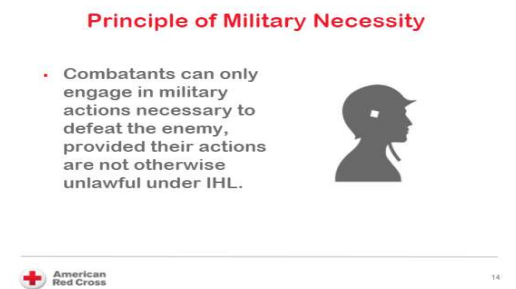 Principle of Military Necessity
▪ Combatants can only
engage in military
actions necessary to
defeat the enemy,
provided their actions
are not otherwise
unlawful under IHL.
American
Red Cross
14